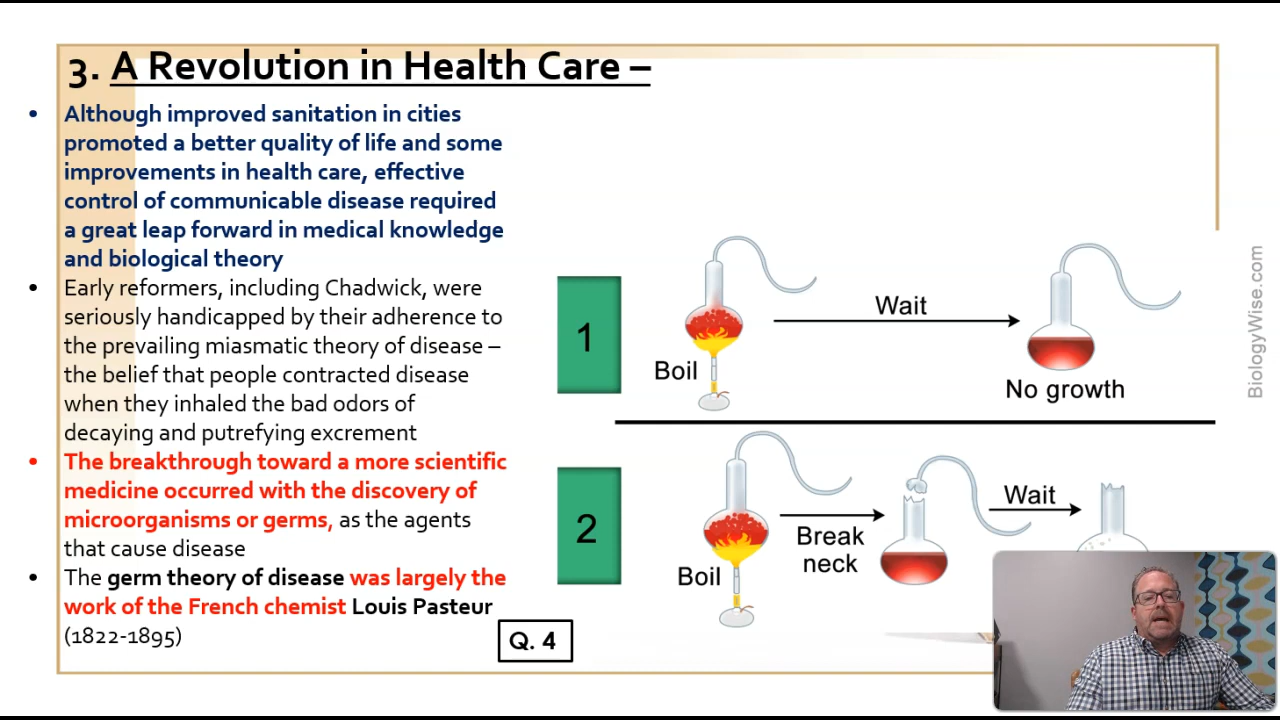 3. A Revolution in Health Care –
• Although improved sanitation in cities
promoted a better quality of life and some
improvements in health care, effective
control of communicable disease required
a great leap forward in medical knowledge
and biological theory
• Early reformers, including Chadwick, were
seriously handicapped by their adherence to
the prevailing miasmatic theory of disease –
the belief that people contracted disease
when they inhaled the bad odors of
decaying and putrefying excrement
• The breakthrough toward a more scientific
medicine occurred with the discovery of
microorganisms or germs, as the agents
that cause disease
• The germ theory of disease was largely the
work of the French chemist Louis Pasteur
(1822-1895)
Q. 4
1
Boil
Wait
No growth
2
Boil
Break
neck
Wait
BiologyWise.com